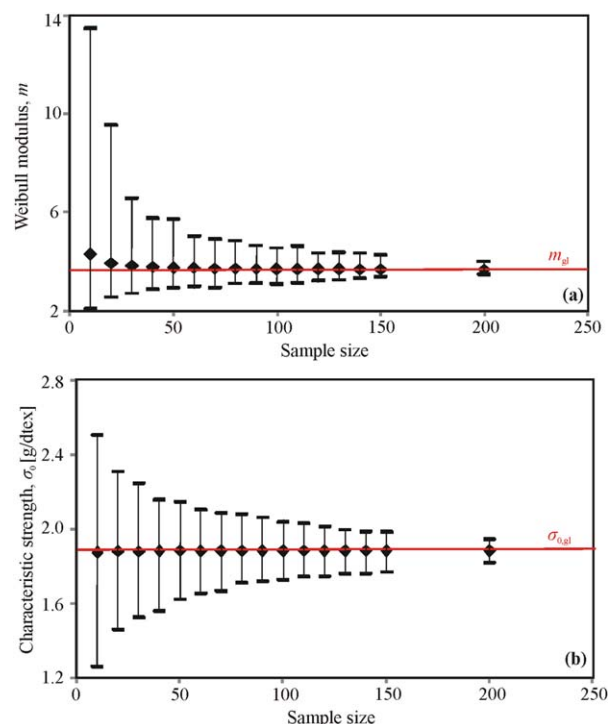 14
10
6
2
Weibull modulus, m
m_gl
(a)
0 50 100 150 200 250
Sample size
2.8
2.4
2.0
1.6
1.2
Characteristic strength, σ₀ [g/dtex]
σ_0,gl
(b)
0 50 100 150 200 250
Sample size